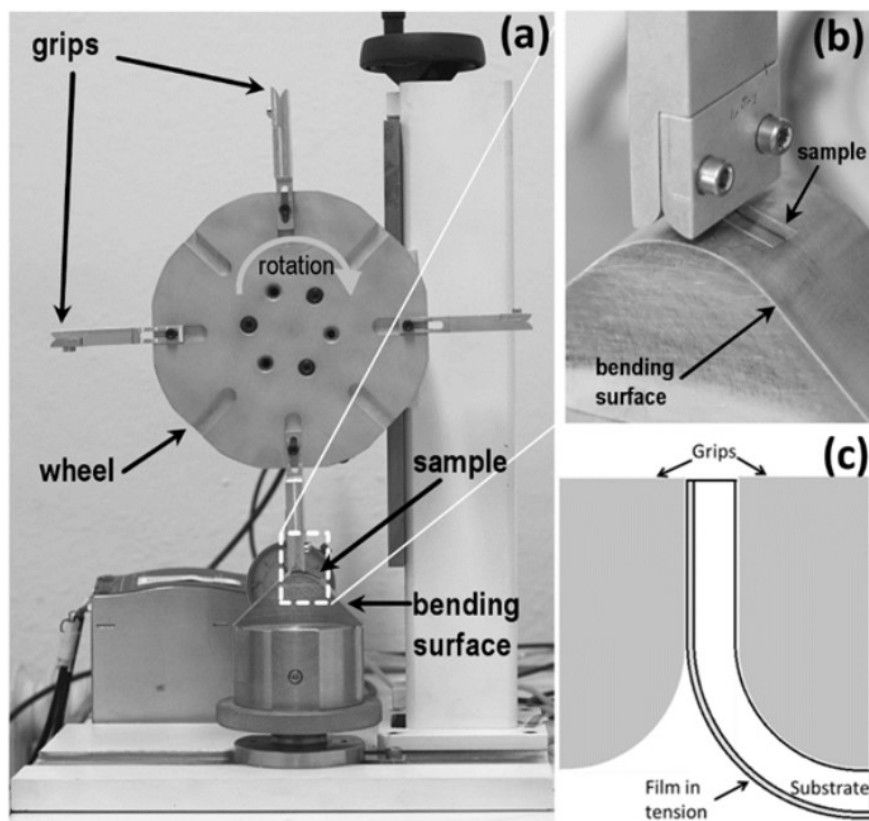 (a)
grips
rotation
wheel
sample
bending
surface
(b)
sample
bending
surface
(c)
Grips
Film in
tension
Substrate